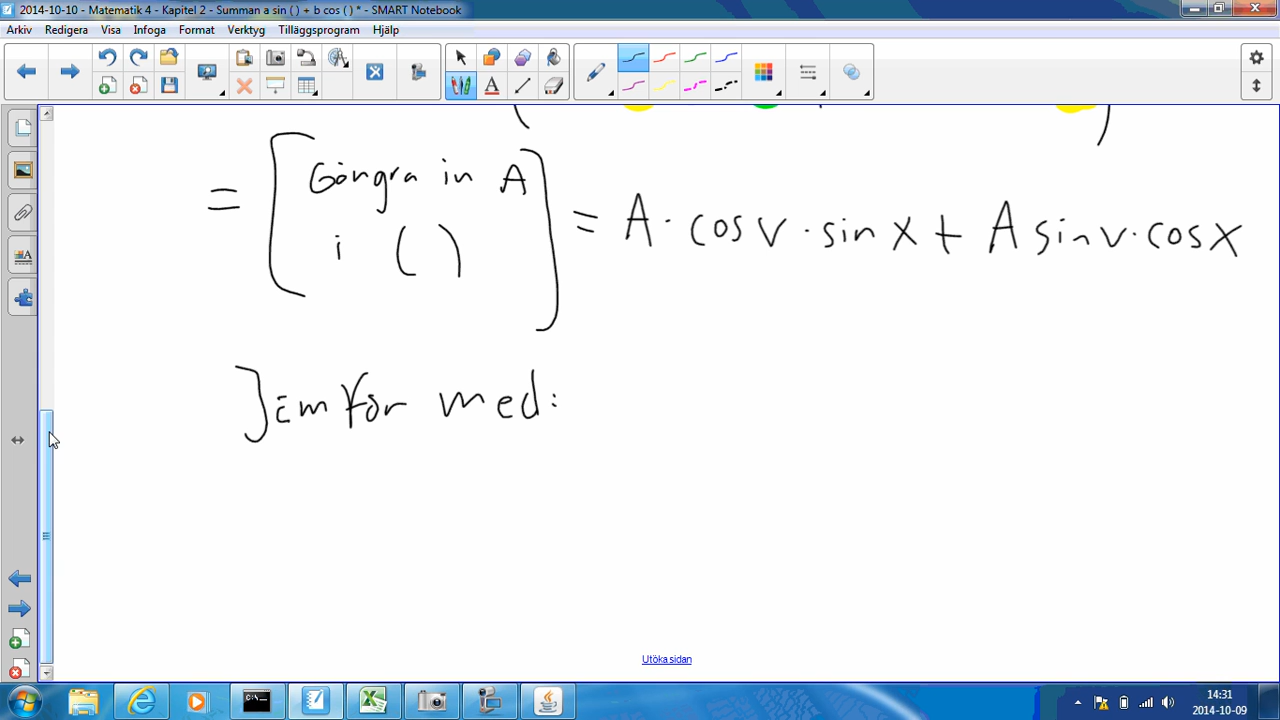 2014-10-10 - Matematik 4 - Kapitel 2 - Summan a sin ( ) + b cos ( ) * - SMART Notebook
Arkiv Redigera Visa Infoga Format Verktyg Tilläggsprogram Hjälp
= [ Göngra in A
i ( ) ] = A · cos v · sin x + A sin v · cos x
Jämför med:
Utöka sidan
14:31
2014-10-09